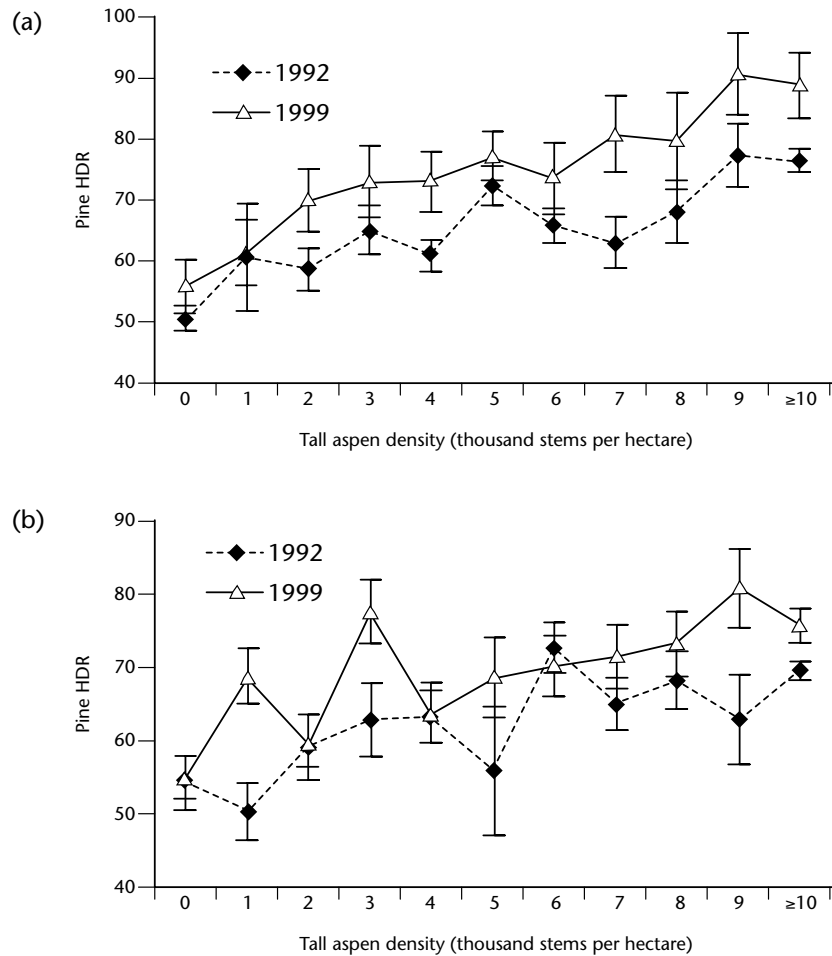 (a)
100
90
80
70
60
50
40
Pine HDR
1992
1999
0 1 2 3 4 5 6 7 8 9 ≥10
Tall aspen density (thousand stems per hectare)
(b)
90
80
70
60
50
40
Pine HDR
1992
1999
0 1 2 3 4 5 6 7 8 9 ≥10
Tall aspen density (thousand stems per hectare)